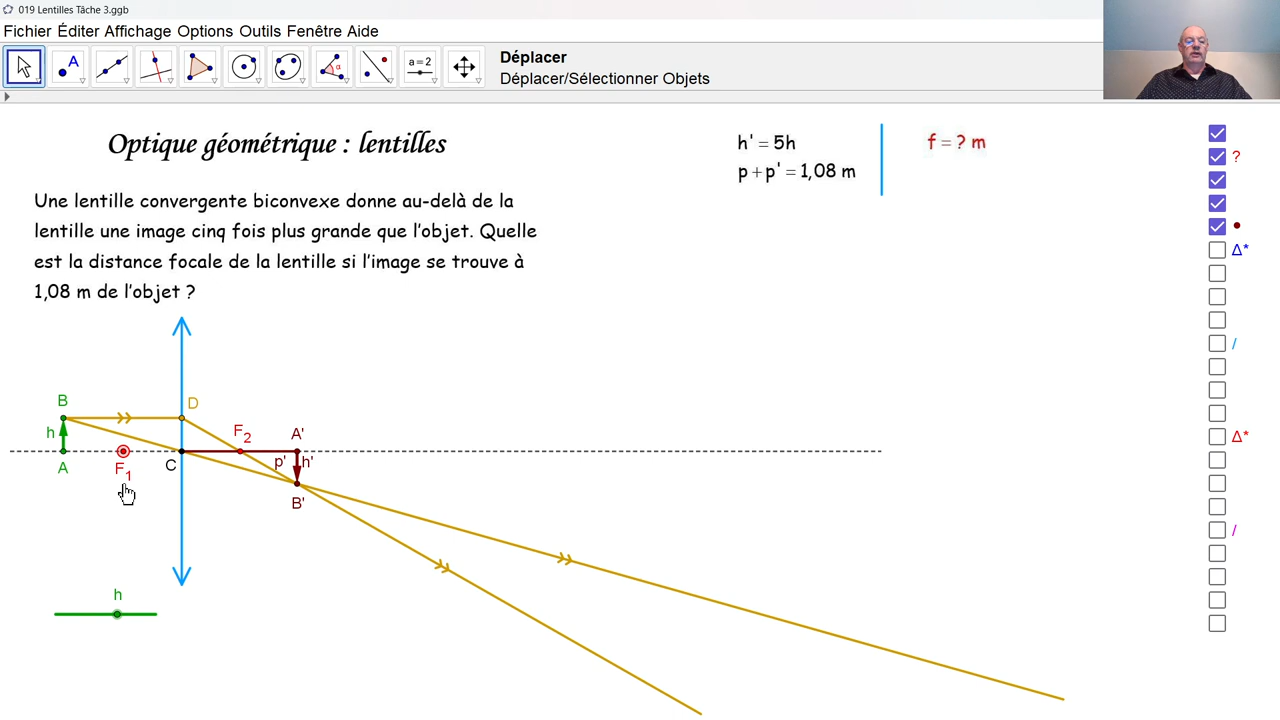 019 Lentilles Tâche 3.ggb
Fichier Éditer Affichage Options Outils Fenêtre Aide
A
α
a=2
Déplacer
Déplacer/Sélectionner Objets
Optique géométrique : lentilles
h' = 5h
p + p' = 1,08 m
f = ? m
?
Une lentille convergente biconvexe donne au-delà de la
lentille une image cinq fois plus grande que l'objet. Quelle
est la distance focale de la lentille si l'image se trouve à
1,08 m de l'objet ?
Δ*
/
B
D
h
F2
A'
Δ*
A
F1
C
p'
h'
B'
/
h